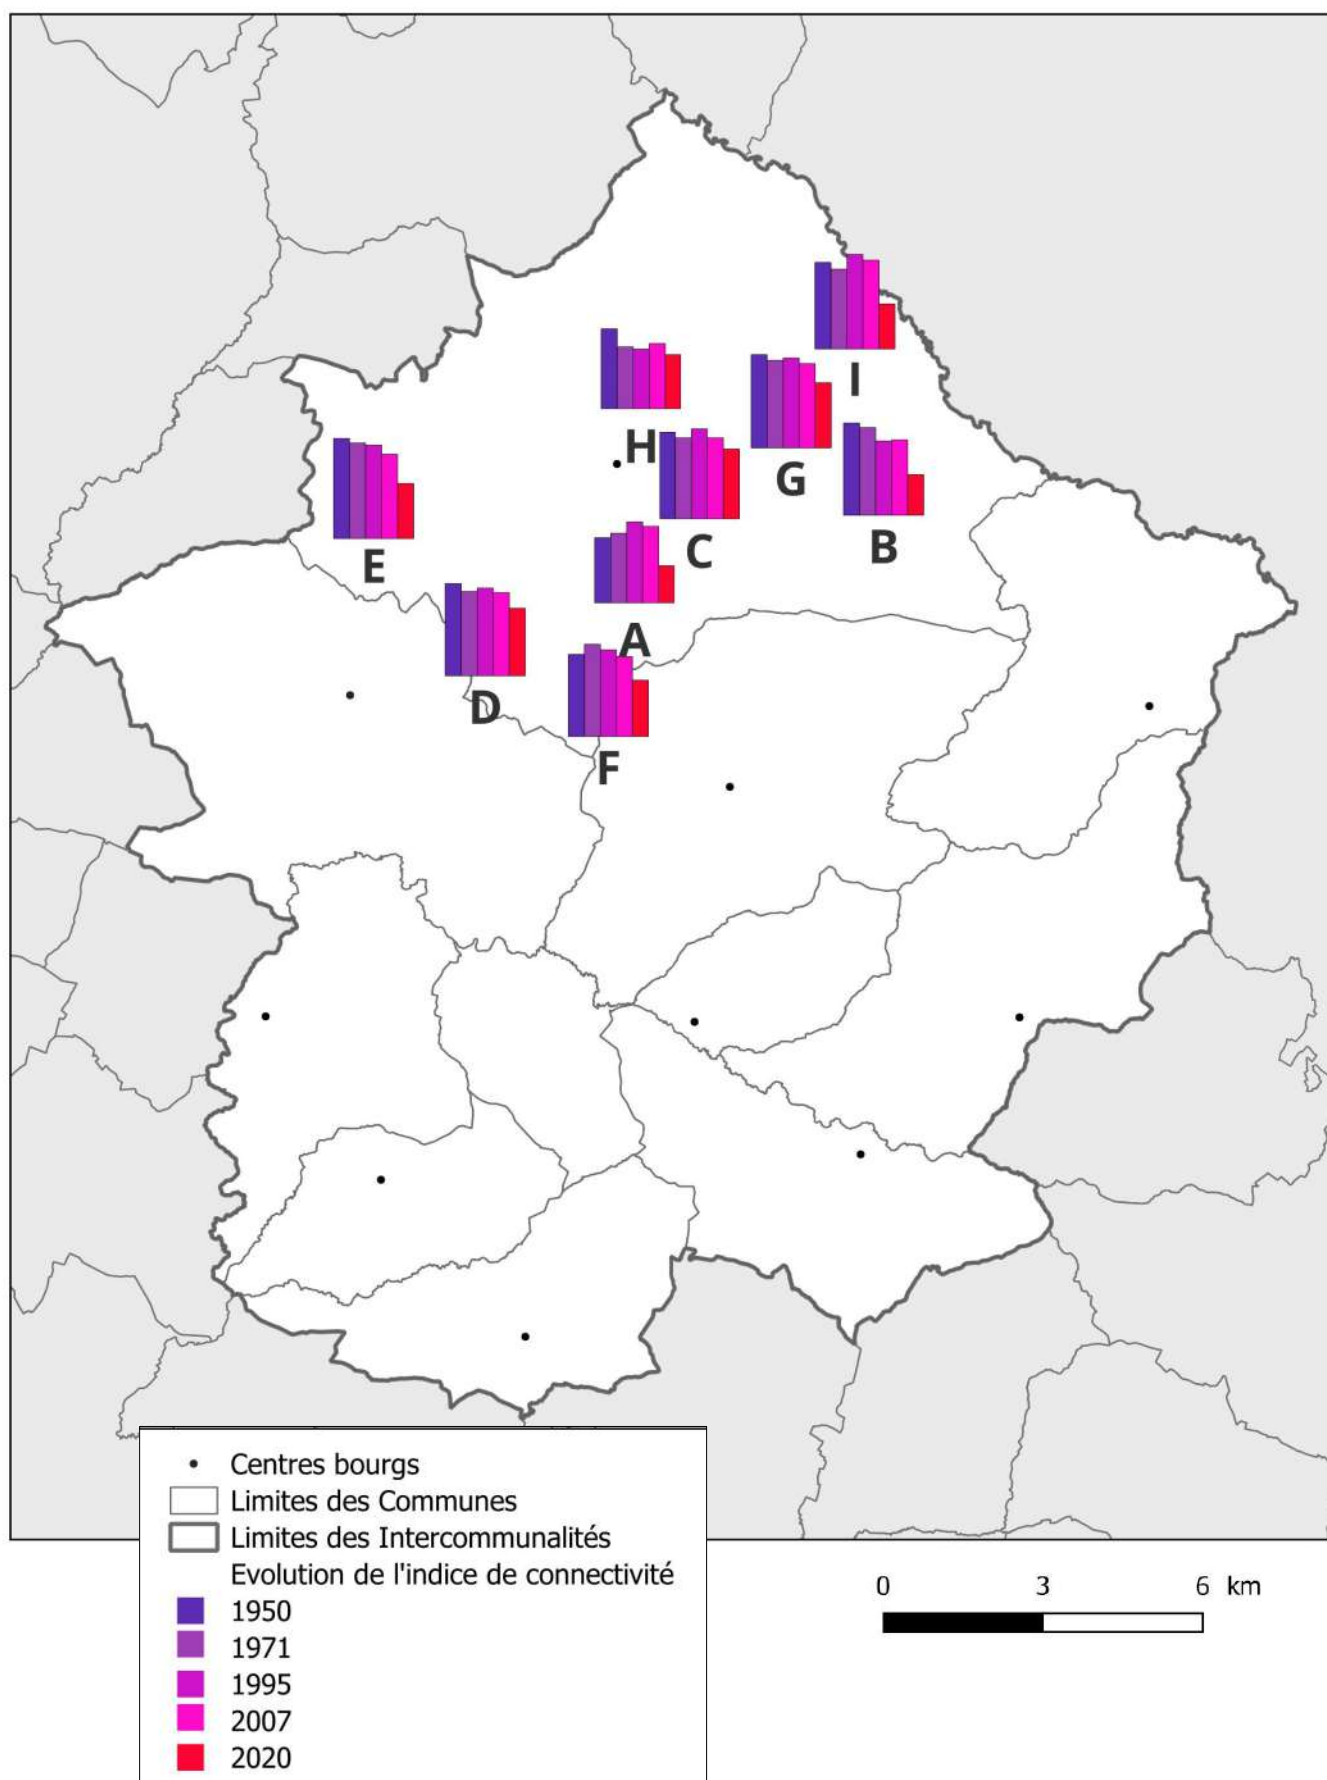 I
H
G
B
C
E
A
D
F
Centres bourgs
Limites des Communes
Limites des Intercommunalités
Evolution de l'indice de connectivité
1950
1971
1995
2007
2020
0 3 6 km